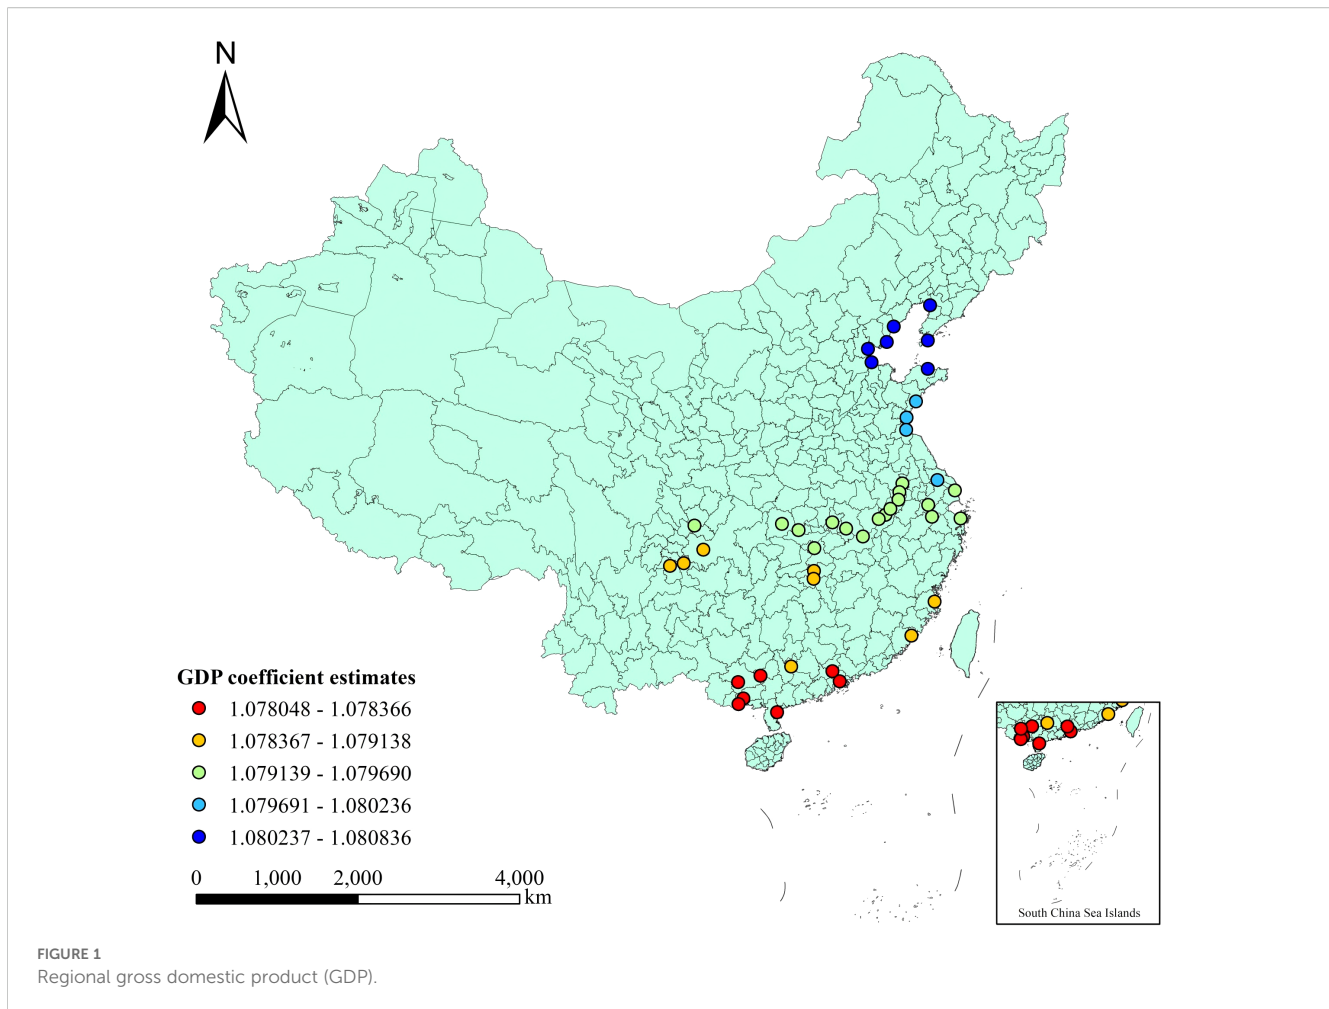 N
GDP coefficient estimates
1.078048 - 1.078366
1.078367 - 1.079138
1.079139 - 1.079690
1.079691 - 1.080236
1.080237 - 1.080836
0 1,000 2,000 4,000
km
South China Sea Islands
FIGURE 1
Regional gross domestic product (GDP).